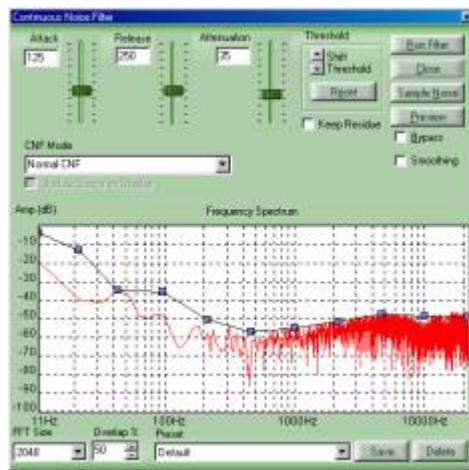 Continuous Noise Filter
Attack
125
Release
250
Attenuation
35
Threshold
Shift
Threshold
Reset
Keep Residue
Run Filter
Close
Sample Noise
Preview
Bypass
Smoothing
CNF Mode
Normal CNF
Amp (dB)
Frequency Spectrum
-10
-20
-30
-40
-50
-60
-70
-80
-90
-100
11Hz
100Hz
1000Hz
10000Hz
FFT Size
Overlap %
Preset
2048
50
Default
Save
Delete